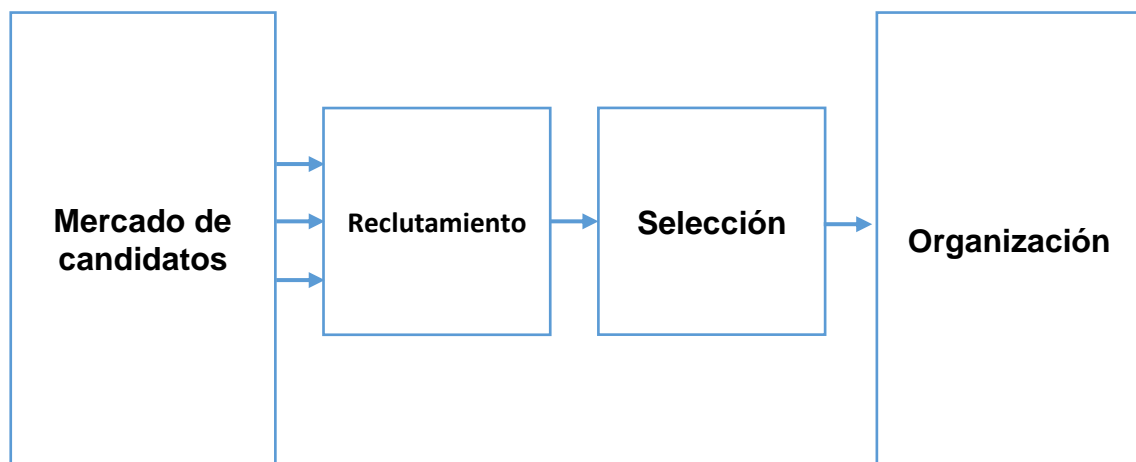 Mercado de
candidatos
Reclutamiento
Selección
Organización